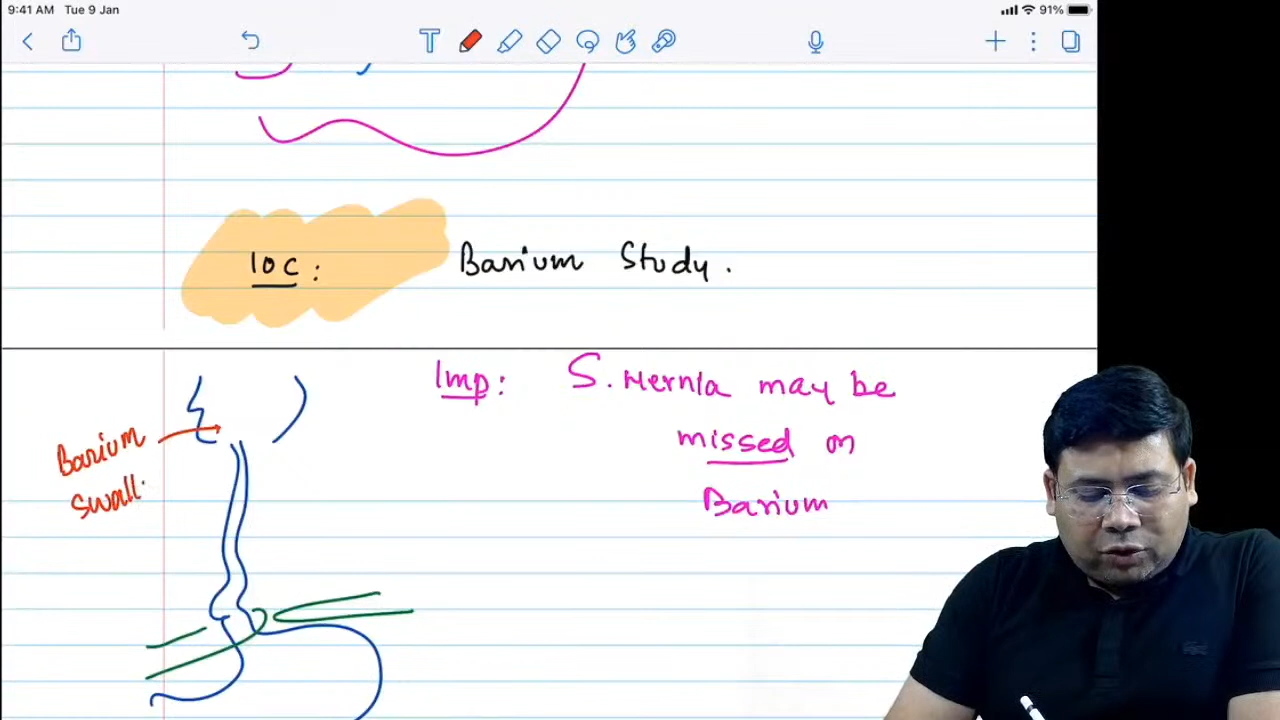 9:41 AM Tue 9 Jan
91%
IOC: Barium Study.
Imp: S. Hernia may be
missed on
Barium
Barium
swall.